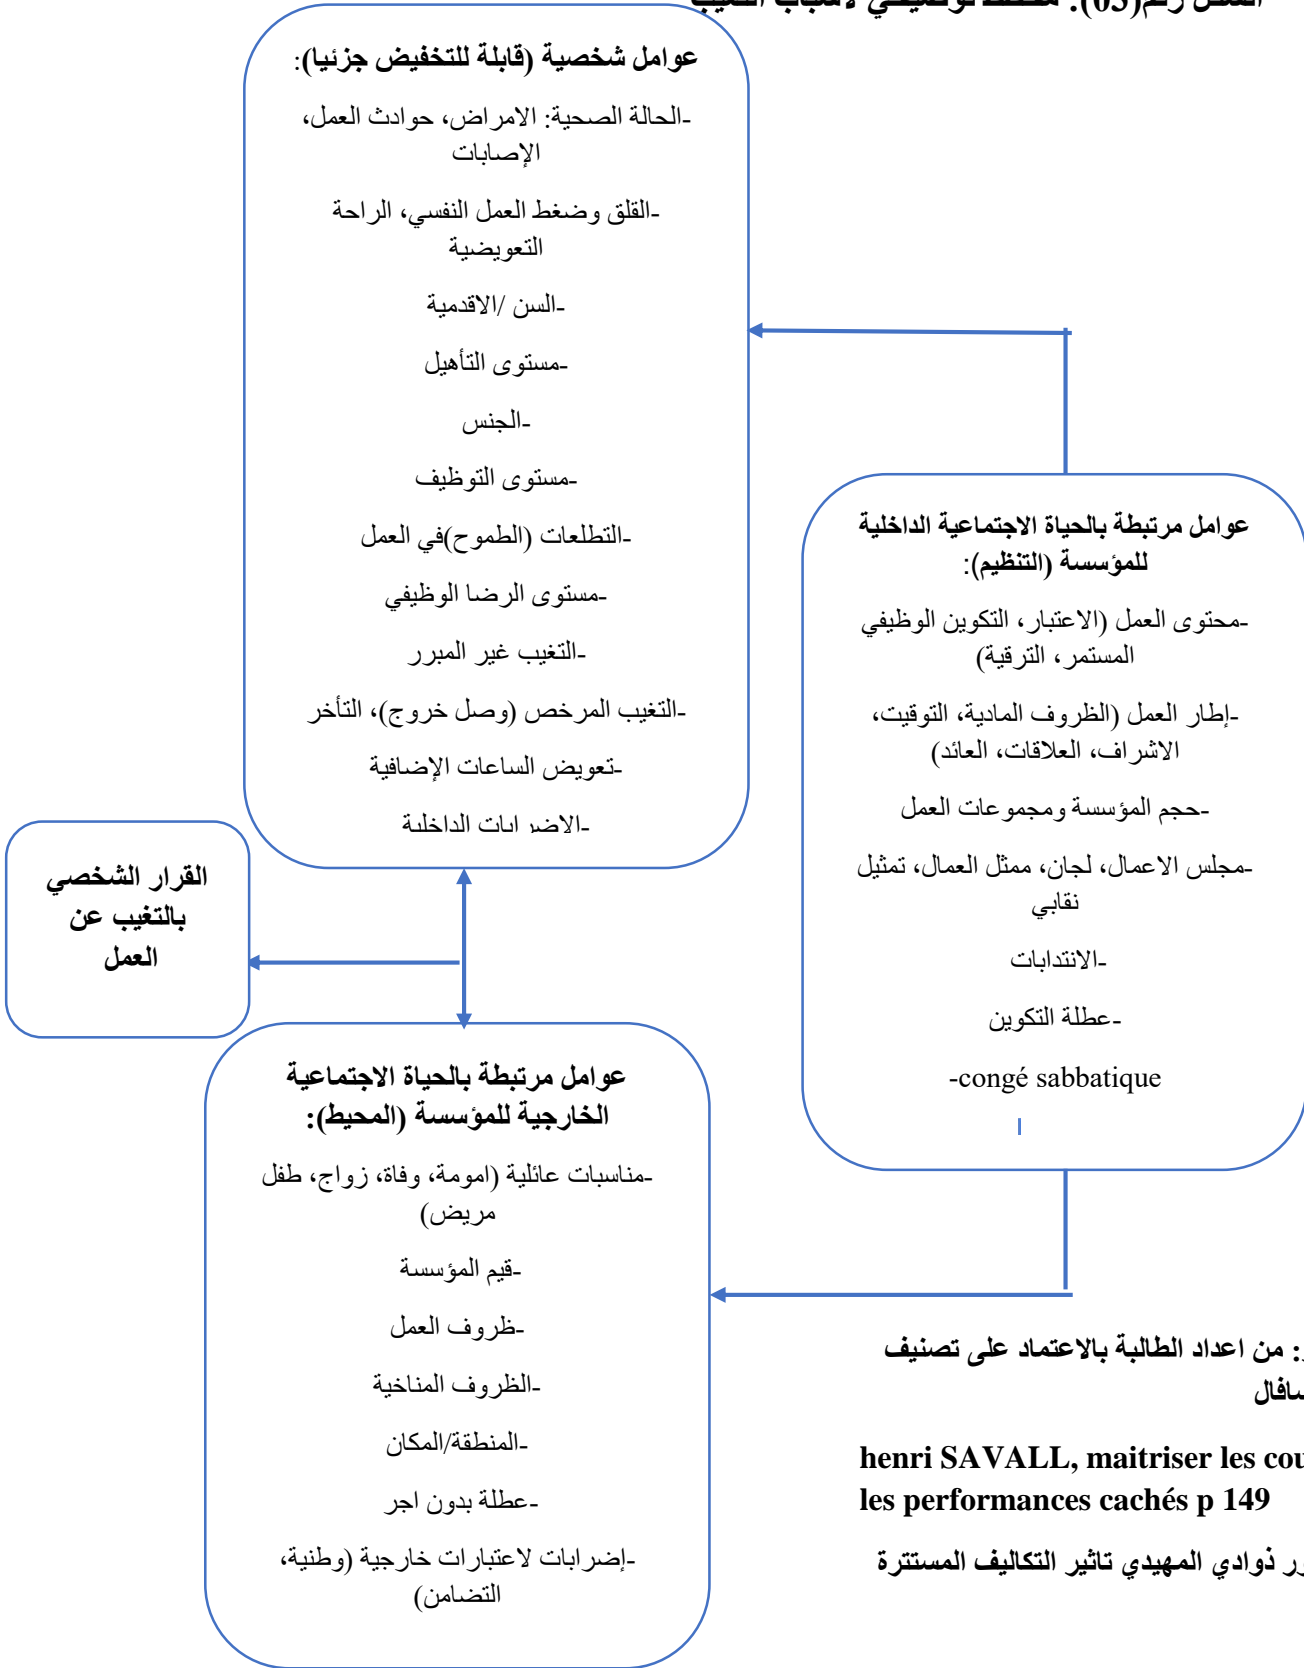 عوامل شخصية (قابلة للتخفيض جزئيا):
-الحالة الصحية: الامراض، حوادث العمل،
الإصابات
-القلق وضغط العمل النفسي، الراحة
التعويضية
-السن /الاقدمية
-مستوى التأهيل
-الجنس
-مستوى التوظيف
-التطلعات (الطموح)في العمل
-مستوى الرضا الوظيفي
-التغيب غير المبرر
-التغيب المرخص (وصل خروج)، التأخر
-تعويض الساعات الإضافية
-الاضرابات الداخلية
عوامل مرتبطة بالحياة الاجتماعية الداخلية
للمؤسسة (التنظيم):
-محتوى العمل (الاعتبار، التكوين الوظيفي
المستمر، الترقية)
-إطار العمل (الظروف المادية، التوقيت،
الاشراف، العلاقات، العائد)
-حجم المؤسسة ومجموعات العمل
-مجلس الاعمال، لجان، ممثل العمال، تمثيل
نقابي
-الانتدابات
-عطلة التكوين
-congé sabbatique
القرار الشخصي
بالتغيب عن
العمل
عوامل مرتبطة بالحياة الاجتماعية
الخارجية للمؤسسة (المحيط):
-مناسبات عائلية (امومة، وفاة، زواج، طفل
مريض)
-قيم المؤسسة
-ظروف العمل
-الظروف المناخية
-المنطقة/المكان
-عطلة بدون اجر
-إضرابات لاعتبارات خارجية (وطنية،
التضامن)
من اعداد الطالبة بالاعتماد على تصنيف
سافال
henri SAVALL, maitriser les
les performances cachés p 149
ذوادي المهيدي تاثير التكاليف المستترة